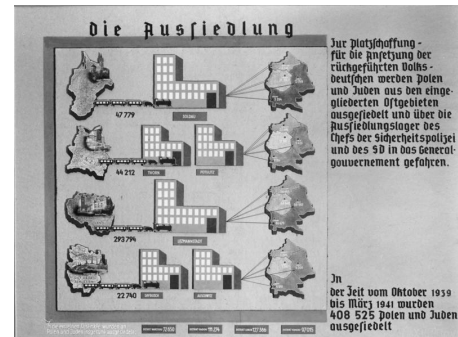 die Aussiedlung
Zur Platzschaffung -
für die Ansetzung der
rückgeführten Volks-
deutschen werden Polen
und Juden aus den einge-
gliederten Ostgebieten
ausgesiedelt und über die
Aussiedlungslager des
Chefs der Sicherheitspolizei
und des SD in das General-
gouvernement gefahren.
47 779
POSEN
44 212
THORN
293.794
LITZMANNSTADT
22 740
In
der Zeit vom Oktober 1939
bis März 1941 wurden
408 525 Polen und Juden
ausgesiedelt